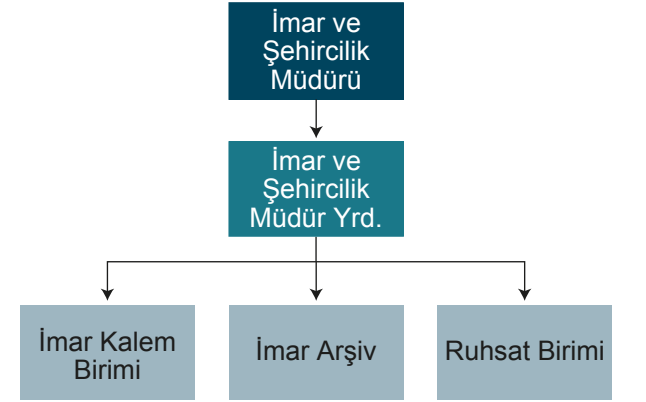 İmar ve
Şehircilik
Müdürü
İmar ve
Şehircilik
Müdür Yrd.
İmar Kalem
Birimi
İmar Arşiv
Ruhsat Birimi